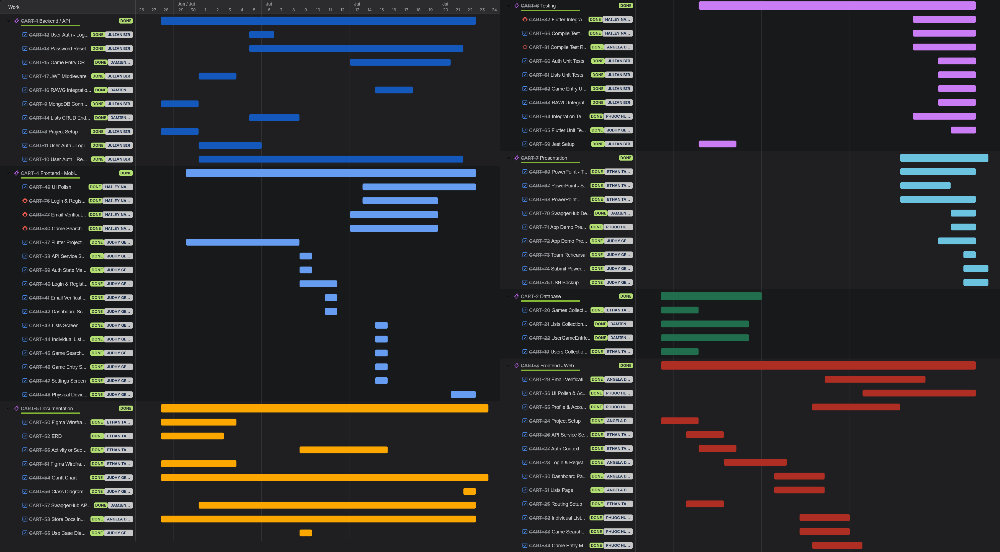 Work
Jun / Jul Jul Jul Jul
26 27 28 29 30 1 2 3 4 5 6 7 8 9 10 11 12 13 14 15 16 17 18 19 20 21 22 23 24
CART-1 Backend / API DONE
CART-12 User Auth - Log... DONE JULIAN BIR
CART-13 Password Reset DONE JULIAN BIR
CART-15 Game Entry CR... DONE DAMIEN...
CART-17 JWT Middleware DONE JULIAN BIR
CART-16 RAWG Integratio... DONE DAMIEN...
CART-9 MongoDB Conn... DONE JULIAN BIR
CART-14 Lists CRUD End... DONE DAMIEN...
CART-8 Project Setup DONE JULIAN BIR
CART-11 User Auth - Logi... DONE JULIAN BIR
CART-10 User Auth - Re... DONE JULIAN BIR
CART-4 Frontend - Mobi... DONE
CART-49 UI Polish DONE HAILEY NA...
CART-76 Login & Regis... DONE HAILEY NA...
CART-77 Email Verificat... DONE HAILEY NA...
CART-80 Game Search... DONE HAILEY NA...
CART-37 Flutter Project... DONE JUDHY GE...
CART-38 API Service S... DONE JUDHY GE...
CART-39 Auth State Ma... DONE JUDHY GE...
CART-40 Login & Regist... DONE JUDHY GE...
CART-41 Email Verificati... DONE JUDHY GE...
CART-42 Dashboard Sc... DONE JUDHY GE...
CART-43 Lists Screen DONE JUDHY GE...
CART-44 Individual List... DONE JUDHY GE...
CART-45 Game Search... DONE JUDHY GE...
CART-46 Game Entry S... DONE JUDHY GE...
CART-47 Settings Screen DONE JUDHY GE...
CART-48 Physical Devic... DONE JUDHY GE...
CART-5 Documentation DONE
CART-50 Figma Wirefra... DONE ETHAN TA...
CART-52 ERD DONE ETHAN TA...
CART-55 Activity or Seq... DONE ETHAN TA...
CART-51 Figma Wirefra... DONE ETHAN TA...
CART-54 Gantt Chart DONE JUDHY GE...
CART-56 Class Diagram... DONE JUDHY GE...
CART-57 SwaggerHub AP... DONE DAMIEN...
CART-58 Store Docs in... DONE ANGELA D...
CART-53 Use Case Dia... DONE JUDHY GE...
CART-6 Testing DONE
CART-82 Flutter Integra... DONE HAILEY NA...
CART-66 Compile Test... DONE HAILEY NA...
CART-81 Compile Test R... DONE ANGELA D...
CART-60 Auth Unit Tests DONE JULIAN BIR
CART-61 Lists Unit Tests DONE JULIAN BIR
CART-62 Game Entry U... DONE JULIAN BIR
CART-63 RAWG Integrat... DONE JULIAN BIR
CART-64 Integration Te... DONE PHUOC HU...
CART-65 Flutter Unit Te... DONE JUDHY GE...
CART-59 Jest Setup DONE JULIAN BIR
CART-7 Presentation DONE
CART-69 PowerPoint - T... DONE ETHAN TA...
CART-67 PowerPoint - S... DONE ETHAN TA...
CART-68 PowerPoint -... DONE ETHAN TA...
CART-70 SwaggerHub De... DONE DAMIEN...
CART-71 App Demo Pre... DONE PHUOC HU...
CART-72 App Demo Pre... DONE JUDHY GE...
CART-73 Team Rehearsal DONE JUDHY GE...
CART-74 Submit Power... DONE JUDHY GE...
CART-75 USB Backup DONE JUDHY GE...
CART-2 Database DONE
CART-20 Games Collect... DONE ETHAN TA...
CART-21 Lists Collection... DONE DAMIEN...
CART-22 UserGameEntrie... DONE DAMIEN...
CART-19 Users Collectio... DONE ETHAN TA...
CART-3 Frontend - Web DONE
CART-29 Email Verificati... DONE ANGELA D...
CART-36 UI Polish & Ac... DONE PHUOC HU...
CART-35 Profile & Acco... DONE PHUOC HU...
CART-24 Project Setup DONE ANGELA D...
CART-26 API Service Se... DONE ETHAN TA...
CART-27 Auth Context DONE ETHAN TA...
CART-28 Login & Regist... DONE ANGELA D...
CART-30 Dashboard Pa... DONE ANGELA D...
CART-31 Lists Page DONE ANGELA D...
CART-25 Routing Setup DONE ETHAN TA...
CART-32 Individual List... DONE PHUOC HU...
CART-33 Game Search... DONE PHUOC HU...
CART-34 Game Entry M... DONE PHUOC HU...